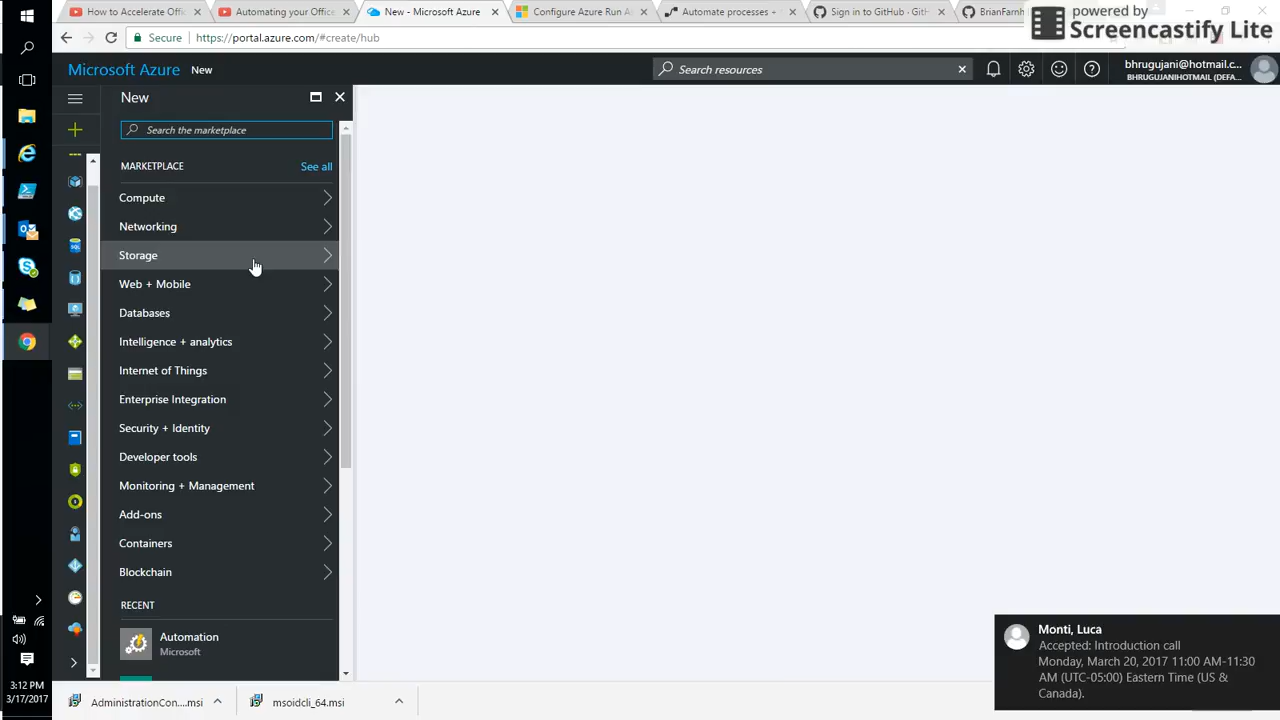 How to Accelerate Offic
Automating your Office
New - Microsoft Azure
Configure Azure Run As
Automate processes
Sign in to GitHub · Git
BrianFarnh
powered by
Screencastify Lite
Secure
https://portal.azure.com/#create/hub
Microsoft Azure
New
Search resources
bhrugujani@hotmail.c...
BHRUGUJANIHOTMAIL (DEFA...
New
Search the marketplace
MARKETPLACE
See all
Compute
Networking
Storage
Web + Mobile
Databases
Intelligence + analytics
Internet of Things
Enterprise Integration
Security + Identity
Developer tools
Monitoring + Management
Add-ons
Containers
Blockchain
RECENT
Automation
Microsoft
Monti, Luca
Accepted: Introduction call
Monday, March 20, 2017 11:00 AM-11:30
AM (UTC-05:00) Eastern Time (US &
Canada).
3:12 PM
3/17/2017
AdministrationCon....msi
msoidcli_64.msi